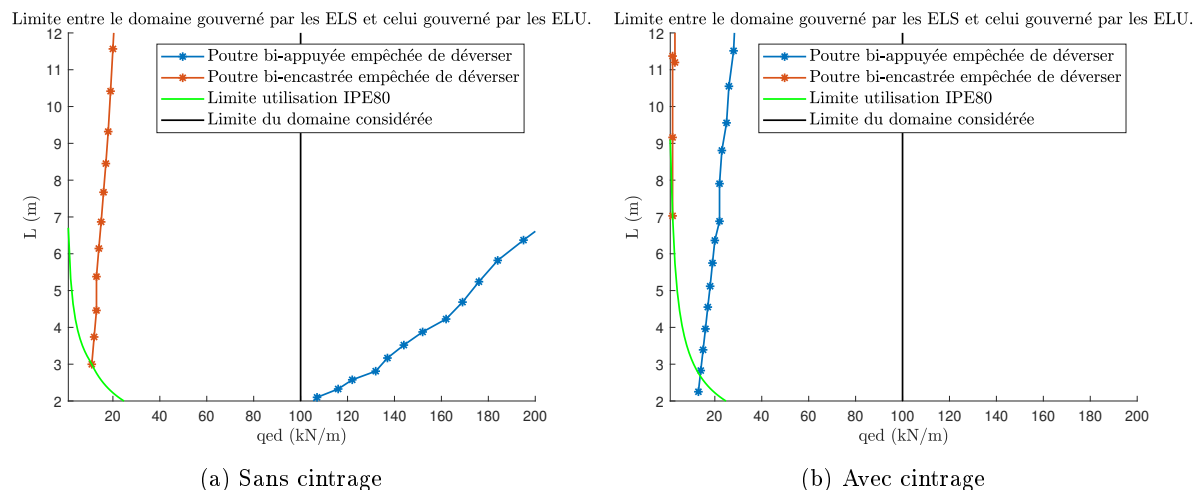 Limite entre le domaine gouverné par les ELS et celui gouverné par les ELU.
12
11
10
9
8
7
6
5
4
3
2
L (m)
Poutre bi-appuyée empêchée de déverser
Poutre bi-encastrée empêchée de déverser
Limite utilisation IPE80
Limite du domaine considérée
20 40 60 80 100 120 140 160 180 200
qed (kN/m)
(a) Sans cintrage
Limite entre le domaine gouverné par les ELS et celui gouverné par les ELU.
12
11
10
9
8
7
6
5
4
3
2
L (m)
Poutre bi-appuyée empêchée de déverser
Poutre bi-encastrée empêchée de déverser
Limite utilisation IPE80
Limite du domaine considérée
20 40 60 80 100 120 140 160 180 200
qed (kN/m)
(b) Avec cintrage